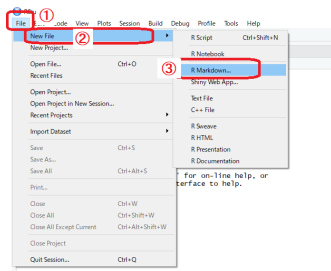 ①
File Code View Plots Session Build Debug Profile Tools Help
New File
②
New Project...
Open File... Ctrl+O
Recent Files
Open Project...
Open Project in New Session...
Recent Projects
Import Dataset
Save Ctrl+S
Save As...
Save All Ctrl+Alt+S
Print...
Close Ctrl+W
Close All Ctrl+Shift+W
Close All Except Current Ctrl+Alt+Shift+W
Close Project
Quit Session... Ctrl+Q
R Script Ctrl+Shift+N
R Notebook
③
R Markdown...
Shiny Web App...
Text File
C++ File
R Sweave
R HTML
R Presentation
R Documentation
for on-line help, or
terface to help.